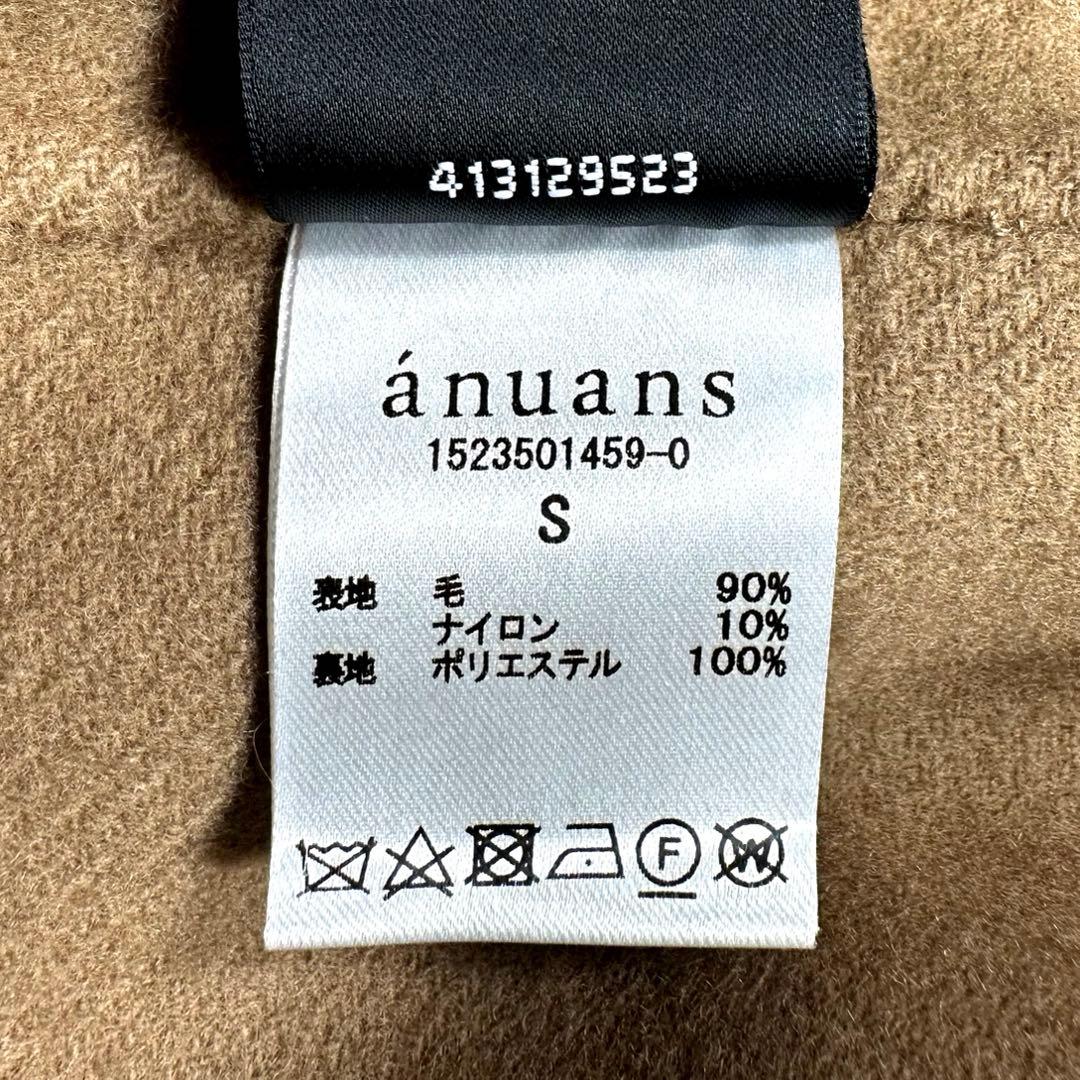 413129523
ánuans
1523501459-0
S
表地 毛 90%
ナイロン 10%
裏地 ポリエステル 100%
F
W